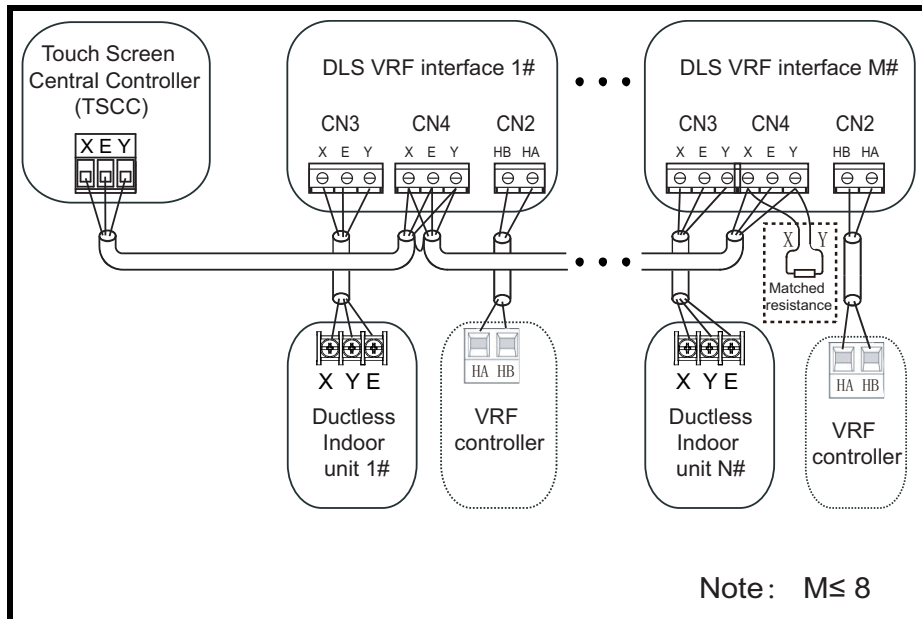 Touch Screen
Central Controller
(TSCC)
X E Y
DLS VRF interface 1#
CN3 CN4 CN2
X E Y X E Y HB HA
DLS VRF interface M#
CN3 CN4 CN2
X E Y X E Y HB HA
X Y
Matched
resistance
X Y E
Ductless
Indoor
unit 1#
HA HB
VRF
controller
X Y E
Ductless
Indoor
unit N#
HA HB
VRF
controller
Note: M≤ 8